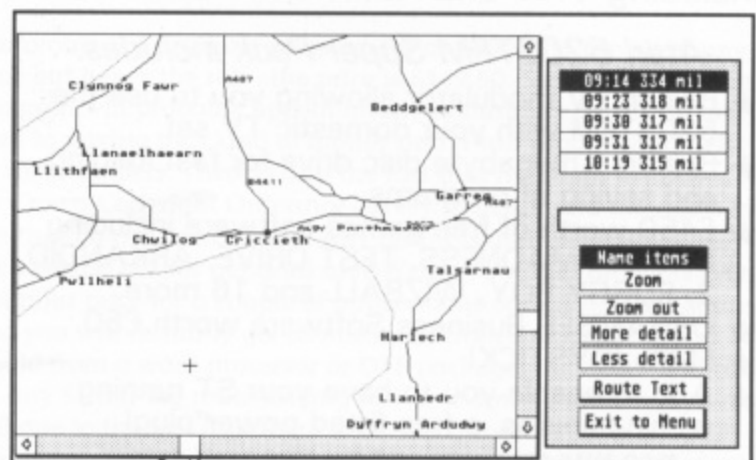 Clynnog Fawr
A487
Beddgelert
Llanaelhaearn
Llithfaen
B4411
Garreg
A487
Chwilog
Criccieth
Porthmadog
Pwllheli
Talsarnau
Harlech
Llanbedr
Dyffryn Ardudwy
09:14 334 mil
09:23 318 mil
09:30 317 mil
09:31 317 mil
10:19 315 mil
Name items
Zoom
Zoom out
More detail
Less detail
Route Text
Exit to Menu